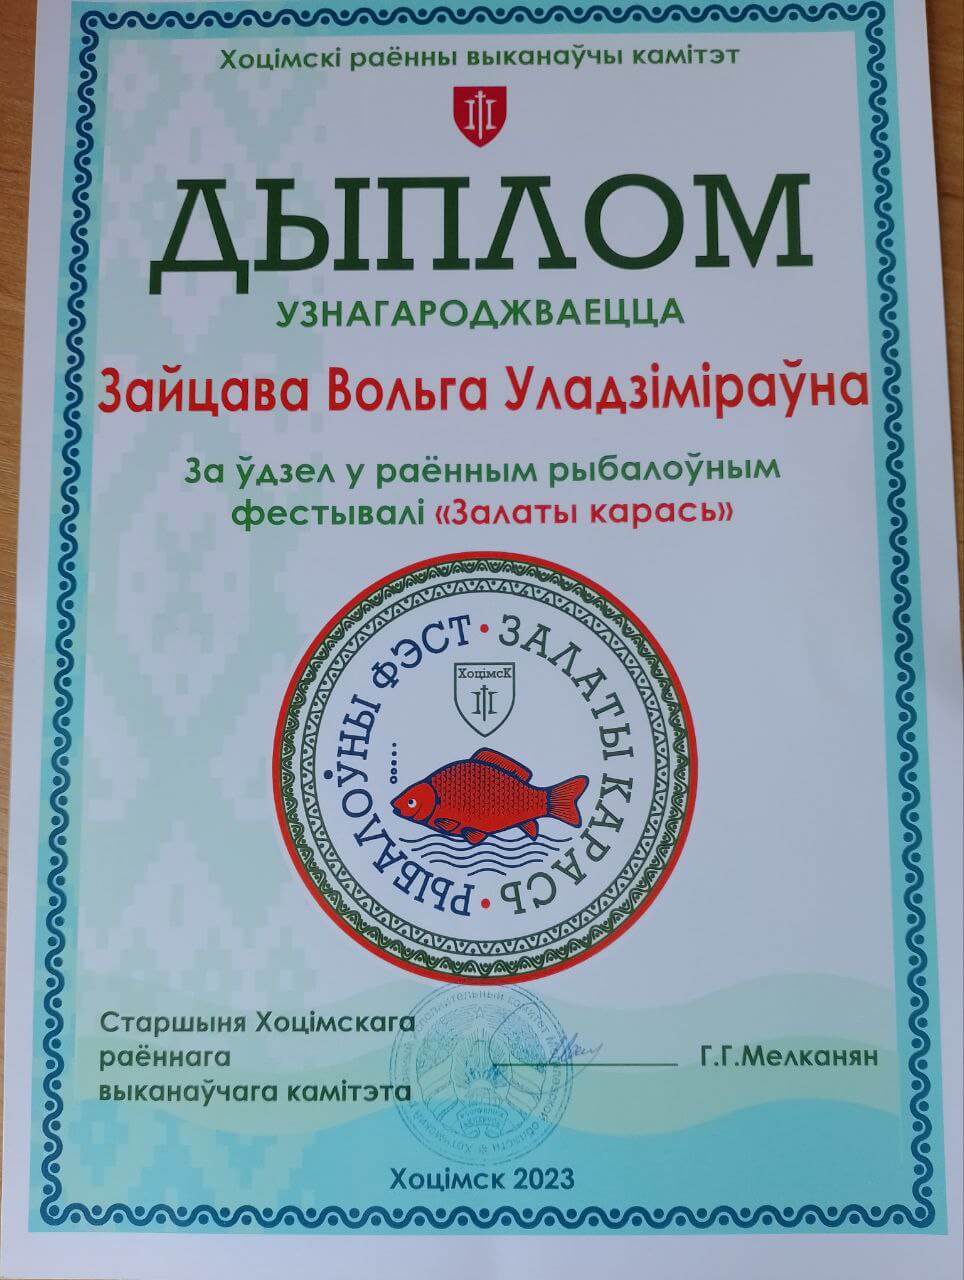 Хоцімскі раённы выканаўчы камітэт
ДЫПЛОМ
УЗНАГАРОДЖВАЕЦЦА
Зайцава Вольга Уладзіміраўна
За ўдзел у раённым рыбалоўным
фестывалі «Залаты карась»
РЫБАЛОЎНЫ ФЭСТ • ЗАЛАТЫ КАРАСЬ •
Хоцімск
Старшыня Хоцімскага
раённага
выканаўчага камітэта
Г.Г.Мелканян
Хоцімск 2023